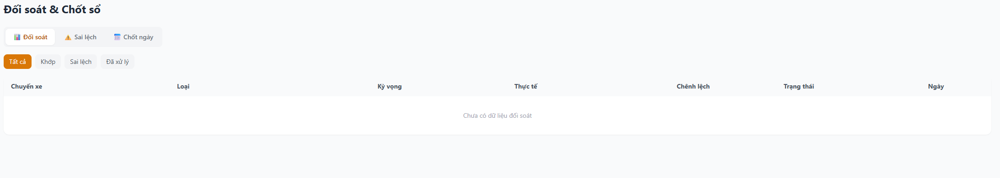 Đối soát & Chốt sổ
Đối soát Sai lệch Chốt ngày
Tất cả Khớp Sai lệch Đã xử lý
Chuyến xe Loại Kỳ vọng Thực tế Chênh lệch Trạng thái Ngày
Chưa có dữ liệu đối soát